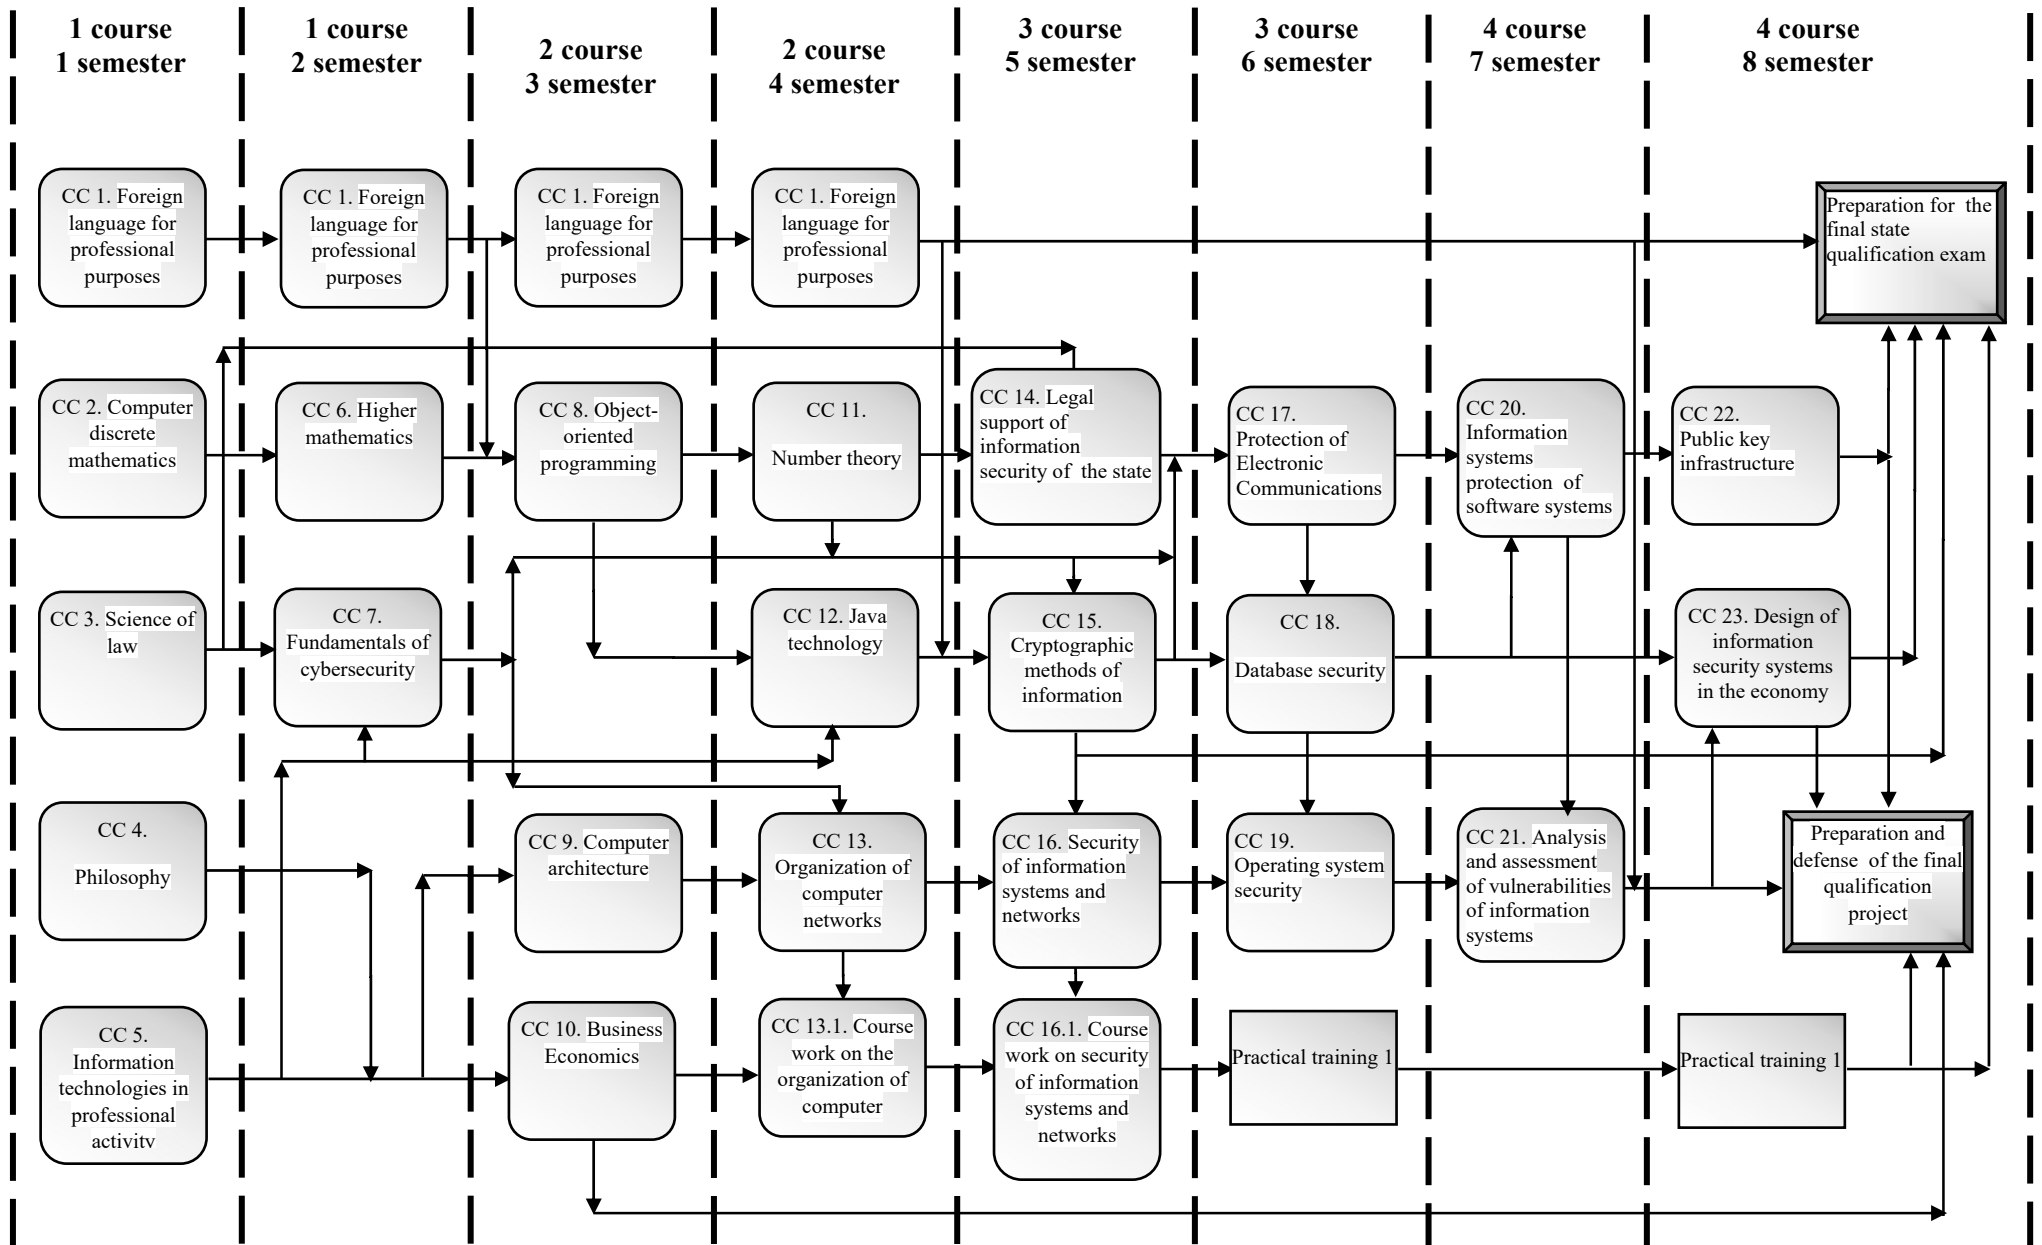 1 course
1 semester
1 course
2 semester
2 course
3 semester
2 course
4 semester
3 course
5 semester
3 course
6 semester
4 course
7 semester
4 course
8 semester
CC 1. Foreign
language for
professional
purposes
CC 1. Foreign
language for
professional
purposes
CC 1. Foreign
language for
professional
purposes
CC 1. Foreign
language for
professional
purposes
Preparation for the
final state
qualification exam
CC 2. Computer
discrete
mathematics
CC 6. Higher
mathematics
CC 8. Object-
oriented
programming
CC 11.
Number theory
CC 14. Legal
support of
information
security of the state
CC 17.
Protection of
Electronic
Communications
CC 20.
Information
systems
protection of
software systems
CC 22.
Public key
infrastructure
CC 3. Science of
law
CC 7.
Fundamentals of
cybersecurity
CC 12. Java
technology
CC 15.
Cryptographic
methods of
information
CC 18.
Database security
CC 23. Design of
information
security systems
in the economy
CC 4.
Philosophy
CC 9. Computer
architecture
CC 13.
Organization of
computer
networks
CC 16. Security
of information
systems and
networks
CC 19.
Operating system
security
CC 21. Analysis
and assessment
of vulnerabilities
of information
systems
Preparation and
defense of the final
qualification
project
CC 5.
Information
technologies in
professional
activity
CC 10. Business
Economics
CC 13.1. Course
work on the
organization of
computer
CC 16.1. Course
work on security
of information
systems and
networks
Practical training 1
Practical training 1